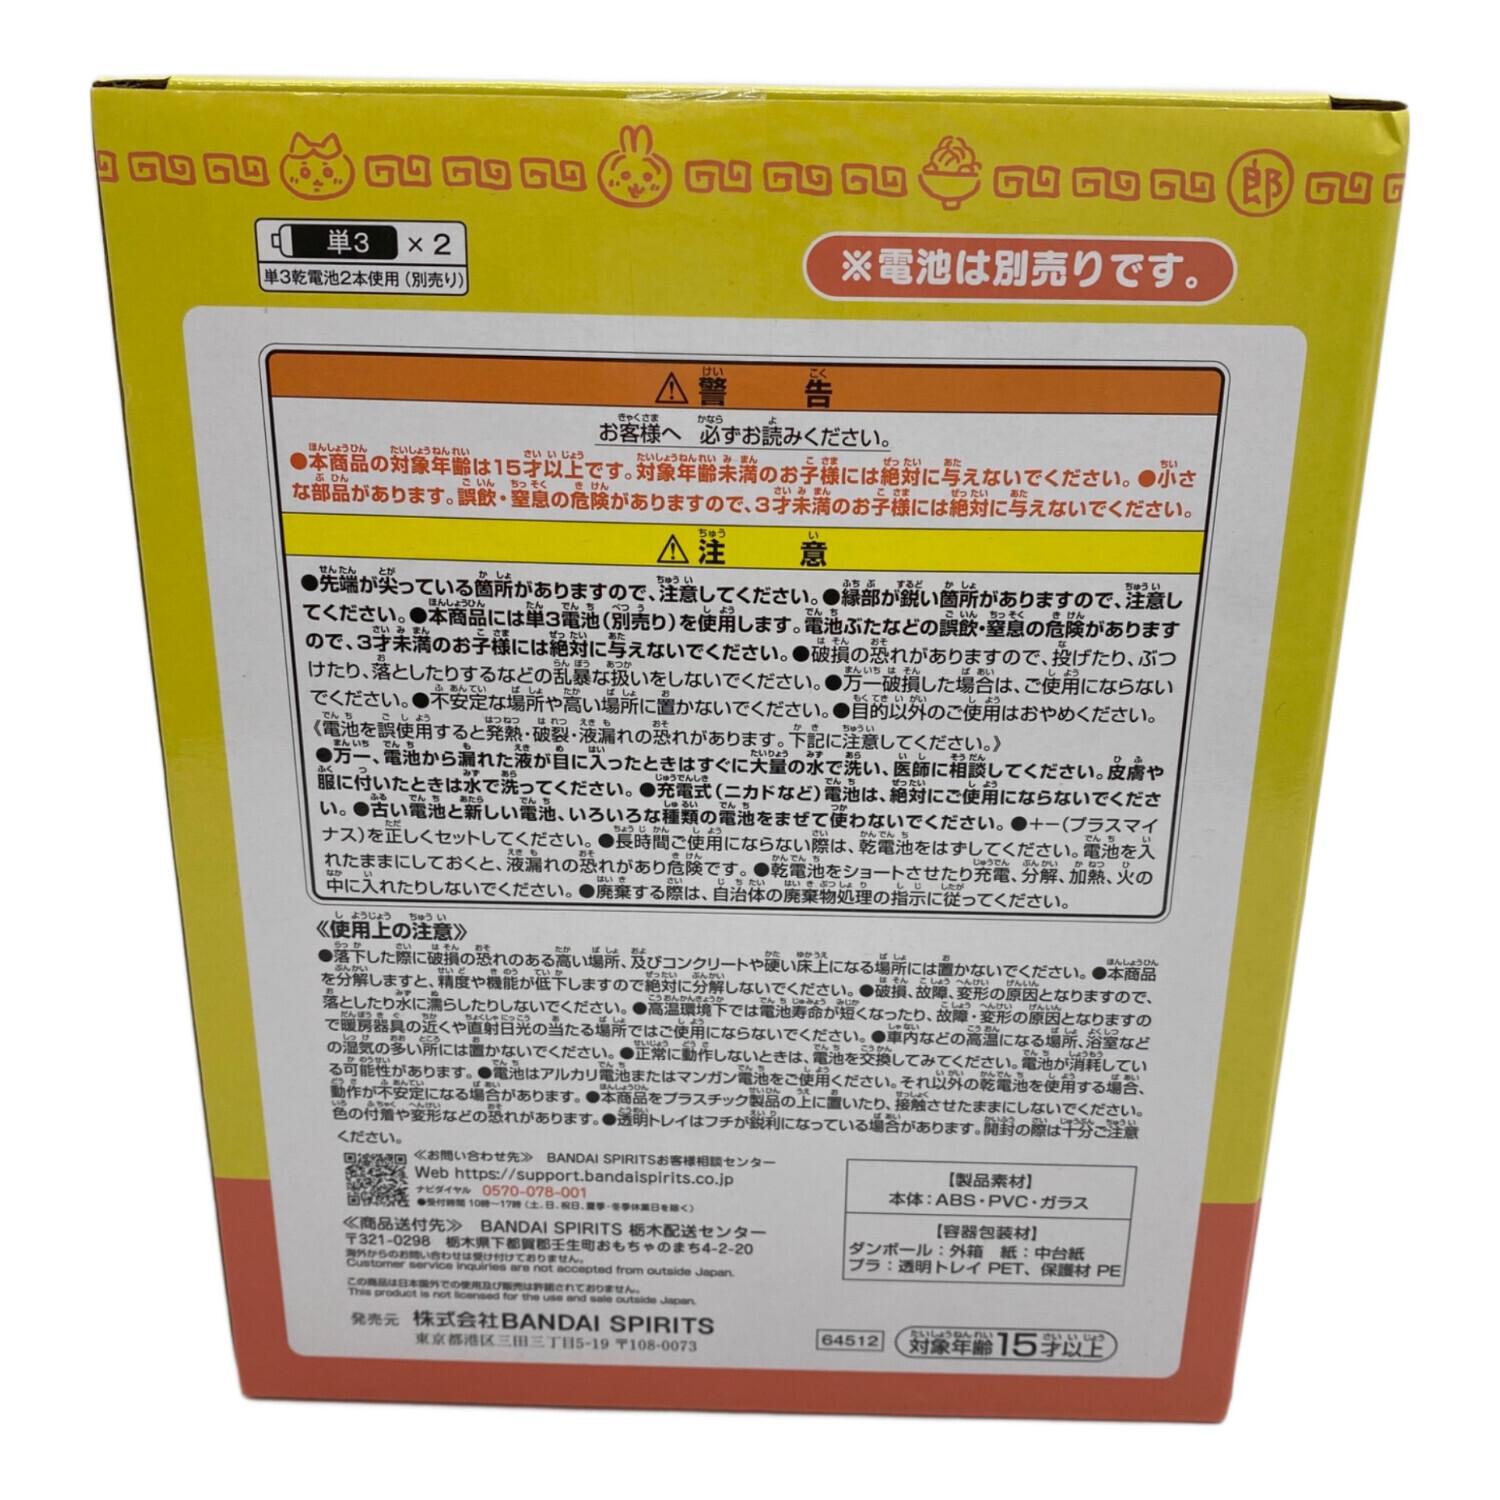 郎
単3 ×2
単3乾電池2本使用(別売り)
※電池は別売りです。
⚠警告
お客様へ 必ずお読みください。
●本商品の対象年齢は15才以上です。対象年齢未満のお子様には絶対に与えないでください。●小さ
な部品があります。誤飲・窒息の危険がありますので、3才未満のお子様には絶対に与えないでください。
⚠注意
●先端が尖っている箇所がありますので、注意してください。●縁部が鋭い箇所がありますので、注意し
てください。●本商品には単3電池(別売り)を使用します。電池ぶたなどの誤飲・窒息の危険があります
ので、3才未満のお子様には絶対に与えないでください。●破損の恐れがありますので、投げたり、ぶつ
けたり、落としたりするなどの乱暴な扱いをしないでください。●万一破損した場合は、ご使用にならない
でください。●不安定な場所や高い場所に置かないでください。●目的以外のご使用はおやめください。
《電池を誤使用すると発熱・破裂・液漏れの恐れがあります。下記に注意してください。》
●万一、電池から漏れた液が目に入ったときはすぐに大量の水で洗い、医師に相談してください。皮膚や
服に付いたときは水で洗ってください。●充電式(ニカドなど)電池は、絶対にご使用にならないでくださ
い。●古い電池と新しい電池、いろいろな種類の電池をまぜて使わないでください。●+−(プラスマイ
ナス)を正しくセットしてください。●長時間ご使用にならない際は、乾電池をはずしてください。電池を入
れたままにしておくと、液漏れの恐れがあり危険です。●乾電池をショートさせたり充電、分解、加熱、火の
中に入れたりしないでください。●廃棄する際は、自治体の廃棄物処理の指示に従ってください。
《使用上の注意》
●落下した際に破損の恐れのある高い場所、及びコンクリートや硬い床上になる場所には置かないでください。●本商品
を分解しますと、精度や機能が低下しますので絶対に分解しないでください。●破損、故障、変形の原因となりますので、
落としたり水に濡らしたりしないでください。●高温環境下では電池寿命が短くなったり、故障・変形の原因となりますの
で暖房器具の近くや直射日光の当たる場所ではご使用にならないでください。●車内などの高温になる場所、浴室など
の湿気の多い所には置かないでください。●正常に動作しないときは、電池を交換してみてください。電池が消耗してい
る可能性があります。●電池はアルカリ電池またはマンガン電池をご使用ください。それ以外の乾電池を使用する場合、
動作が不安定になる場合があります。●本商品をプラスチック製品の上に置いたり、接触させたままにしないでください。
色の付着や変形などの恐れがあります。●透明トレイはフチが鋭利になっている場合があります。開封の際は十分ご注意
ください。
≪お問い合わせ先≫ BANDAI SPIRITSお客様相談センター
Web https://support.bandaispirits.co.jp
ナビダイヤル 0570-078-001
●受付時間 10時〜17時(土、日、祝日、夏季・冬季休業日を除く)
≪商品送付先≫ BANDAI SPIRITS 栃木配送センター
〒321-0298 栃木県下都賀郡壬生町おもちゃのまち4-2-20
海外からのお問い合わせは受け付けておりません。
Customer service inquiries are not accepted from outside Japan.
この商品は日本国外での使用及び販売は許諾されておりません。
This product is not licensed for the use and sale outside Japan.
発売元 株式会社BANDAI SPIRITS
東京都港区三田三丁目5-19 〒108-0073
【製品素材】
本体:ABS・PVC・ガラス
【容器包装材】
ダンボール:外箱 紙:中台紙
プラ:透明トレイ PET、保護材 PE
64512
対象年齢15才以上